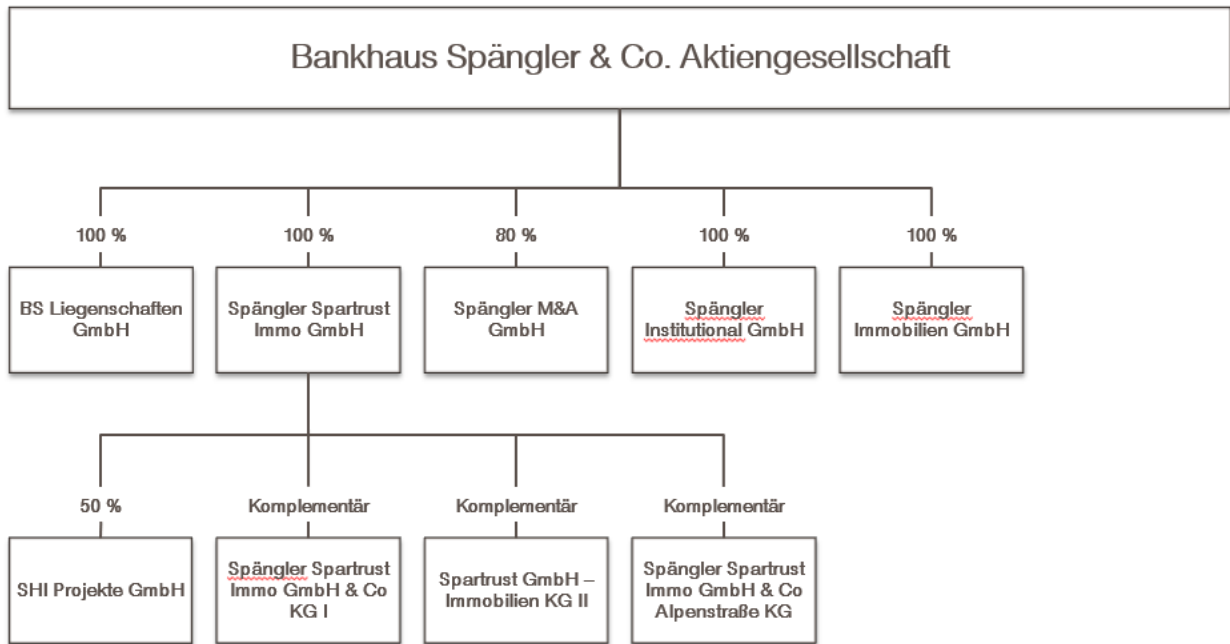 Bankhaus Spängler & Co. Aktiengesellschaft
100 %
100 %
80 %
100 %
100 %
BS Liegenschaften
GmbH
Spängler Spartrust
Immo GmbH
Spängler M&A
GmbH
Spängler
Institutional GmbH
Spängler
Immobilien GmbH
50 %
Komplementär
Komplementär
Komplementär
SHI Projekte GmbH
Spängler Spartrust
Immo GmbH & Co
KG I
Spartrust GmbH –
Immobilien KG II
Spängler Spartrust
Immo GmbH & Co
Alpenstraße KG